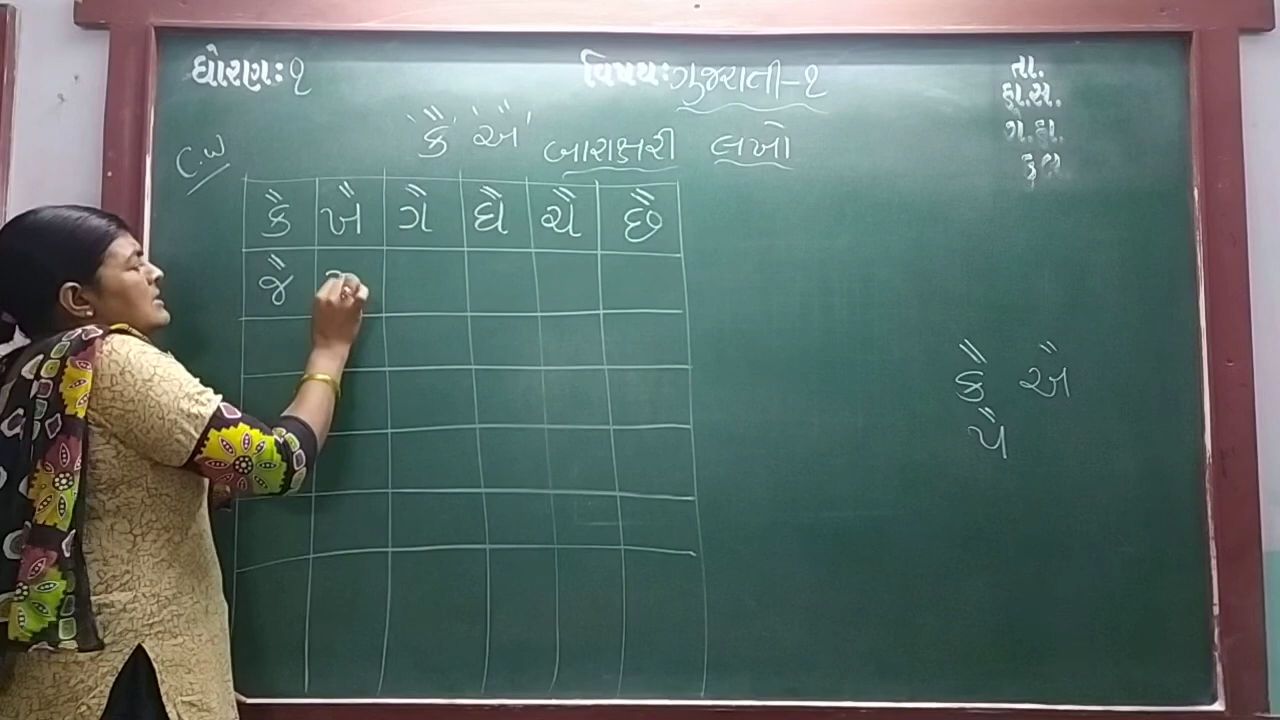 ધોરણ: ૧
વિષય: ગુજરાતી-૧
તા.
હા.સં.
ગે.હા.
કુલ
C.W
'કૈ' 'ઐ' બારાક્ષરી લખો
કૈ ખૈ ગૈ ઘૈ ચૈ છૈ
જૈ
કૈ ઐ
પૈ